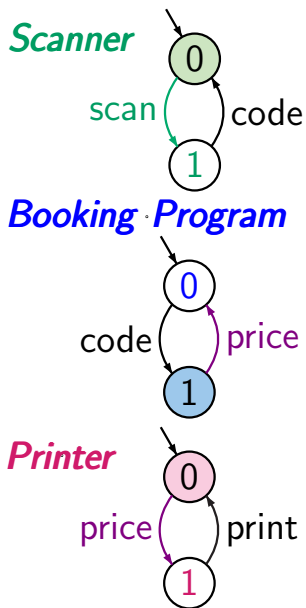 Scanner
0
scan
code
1
Booking Program
0
code
price
1
Printer
0
price
print
1